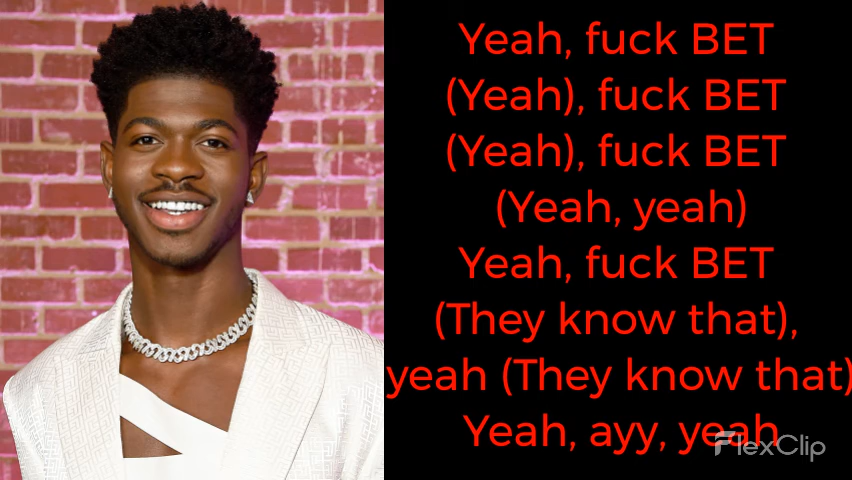 Yeah, fuck BET
(Yeah), fuck BET
(Yeah), fuck BET
(Yeah, yeah)
Yeah, fuck BET
(They know that),
yeah (They know that)
Yeah, ayy, yeah
FlexClip